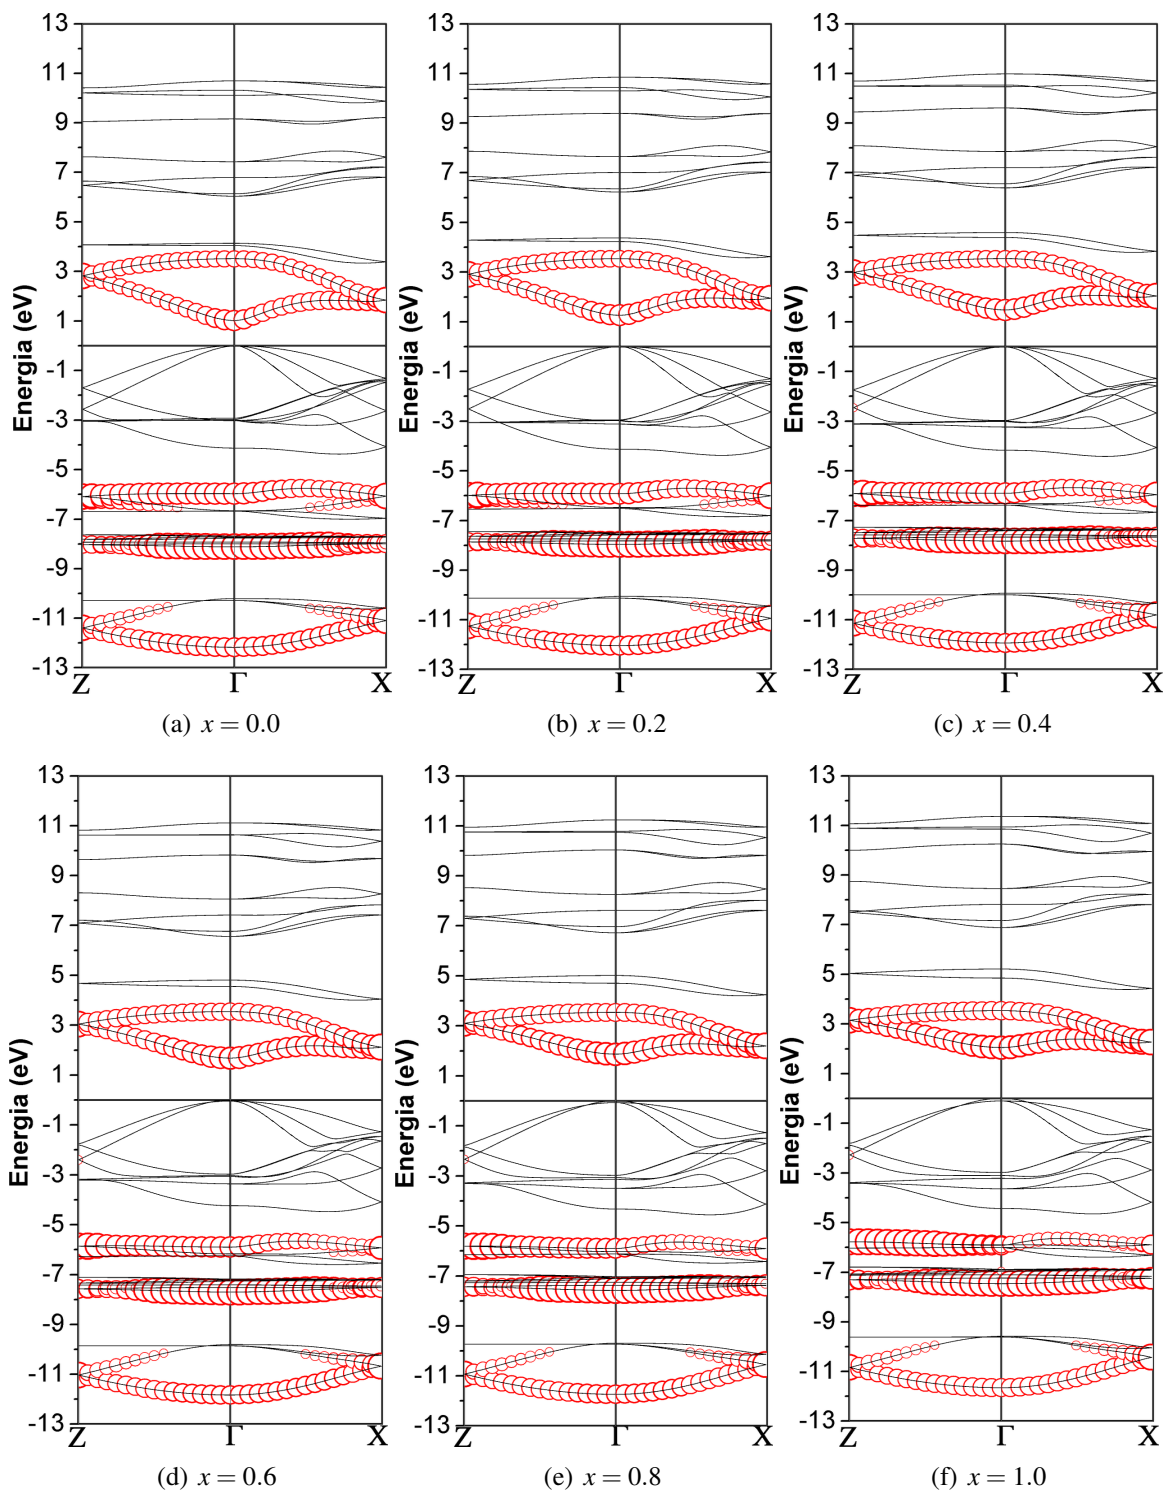 13 13 13
11 11 11
9 9 9
7 7 7
5 5 5
3 3 3
1 1 1
-1 -1 -1
-3 -3 -3
-5 -5 -5
-7 -7 -7
-9 -9 -9
-11 -11 -11
-13 -13 -13
Energia (eV) Energia (eV) Energia (eV)
Z Γ X Z Γ X Z Γ X
(a) x = 0.0 (b) x = 0.2 (c) x = 0.4
13 13 13
11 11 11
9 9 9
7 7 7
5 5 5
3 3 3
1 1 1
-1 -1 -1
-3 -3 -3
-5 -5 -5
-7 -7 -7
-9 -9 -9
-11 -11 -11
-13 -13 -13
Energia (eV) Energia (eV) Energia (eV)
Z Γ X Z Γ X Z Γ X
(d) x = 0.6 (e) x = 0.8 (f) x = 1.0